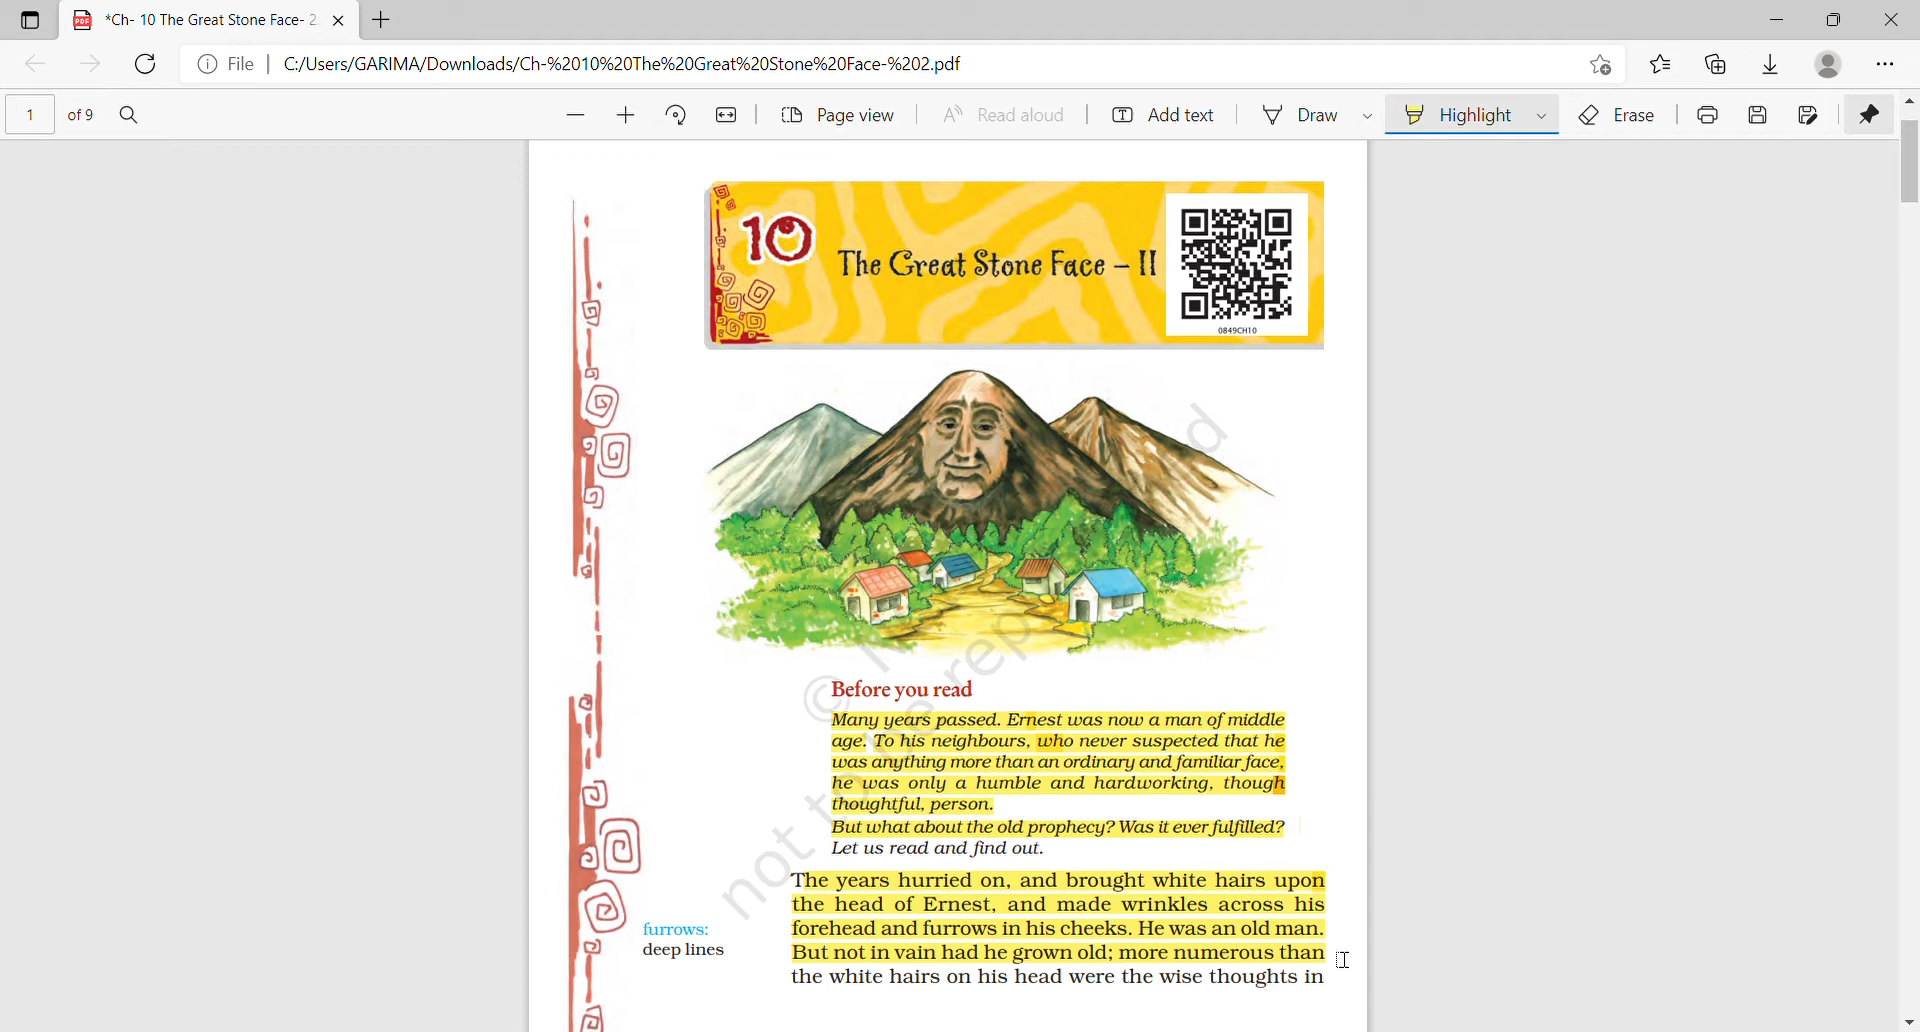 *Ch- 10 The Great Stone Face- 2
File
C:/Users/GARIMA/Downloads/Ch-%2010%20The%20Great%20Stone%20Face-%202.pdf
1 of 9
Page view
Read aloud
Add text
Draw
Highlight
Erase
10
The Great Stone Face – II
0849CH10
Before you read
Many years passed. Ernest was now a man of middle
age. To his neighbours, who never suspected that he
was anything more than an ordinary and familiar face,
he was only a humble and hardworking, though
thoughtful, person.
But what about the old prophecy? Was it ever fulfilled?
Let us read and find out.
The years hurried on, and brought white hairs upon
the head of Ernest, and made wrinkles across his
forehead and furrows in his cheeks. He was an old man.
But not in vain had he grown old; more numerous than
the white hairs on his head were the wise thoughts in
furrows:
deep lines
not to be rep